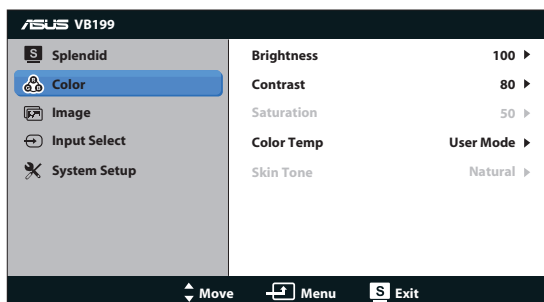 ASUS VB199
S Splendid
Color
Image
Input Select
System Setup
Brightness 100
Contrast 80
Saturation 50
Color Temp User Mode
Skin Tone Natural
Move Menu S Exit